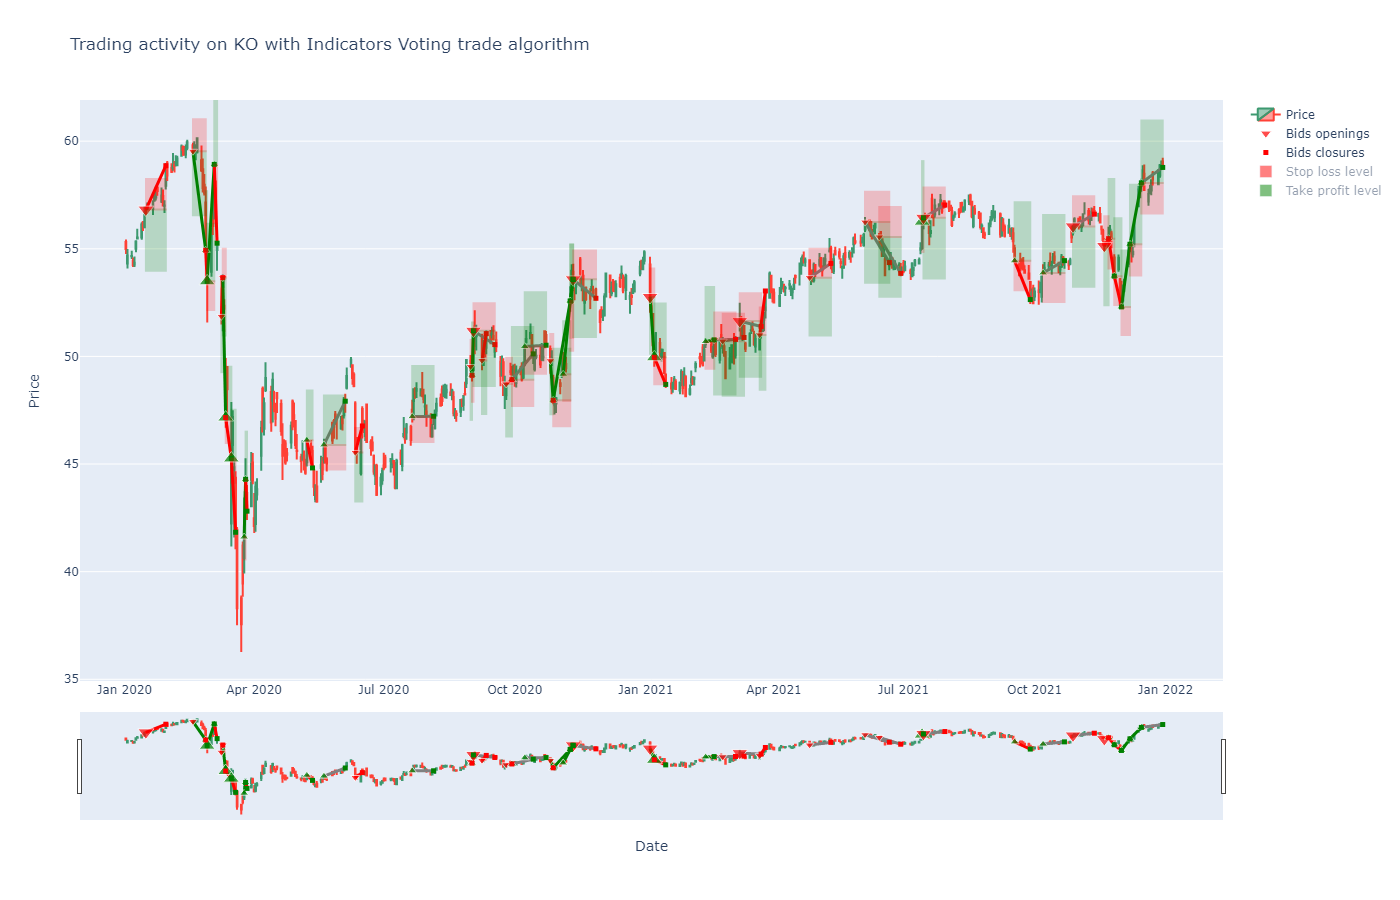 Trading activity on KO with Indicators Voting trade algorithm
Price
Bids openings
Bids closures
Stop loss level
Take profit level
60
55
50
45
40
35
Price
Jan 2020
Apr 2020
Jul 2020
Oct 2020
Jan 2021
Apr 2021
Jul 2021
Oct 2021
Jan 2022
Date